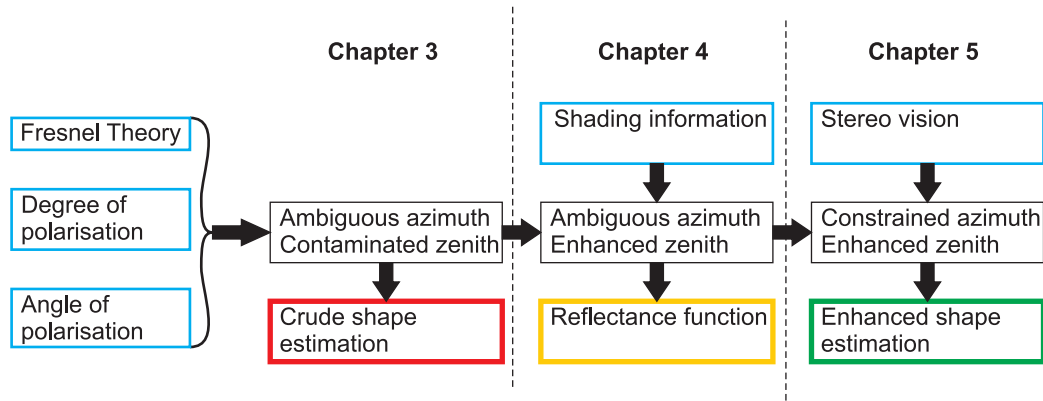 Chapter 3
Chapter 4
Chapter 5
Fresnel Theory
Degree of
polarisation
Angle of
polarisation
Ambiguous azimuth
Contaminated zenith
Crude shape
estimation
Shading information
Ambiguous azimuth
Enhanced zenith
Reflectance function
Stereo vision
Constrained azimuth
Enhanced zenith
Enhanced shape
estimation